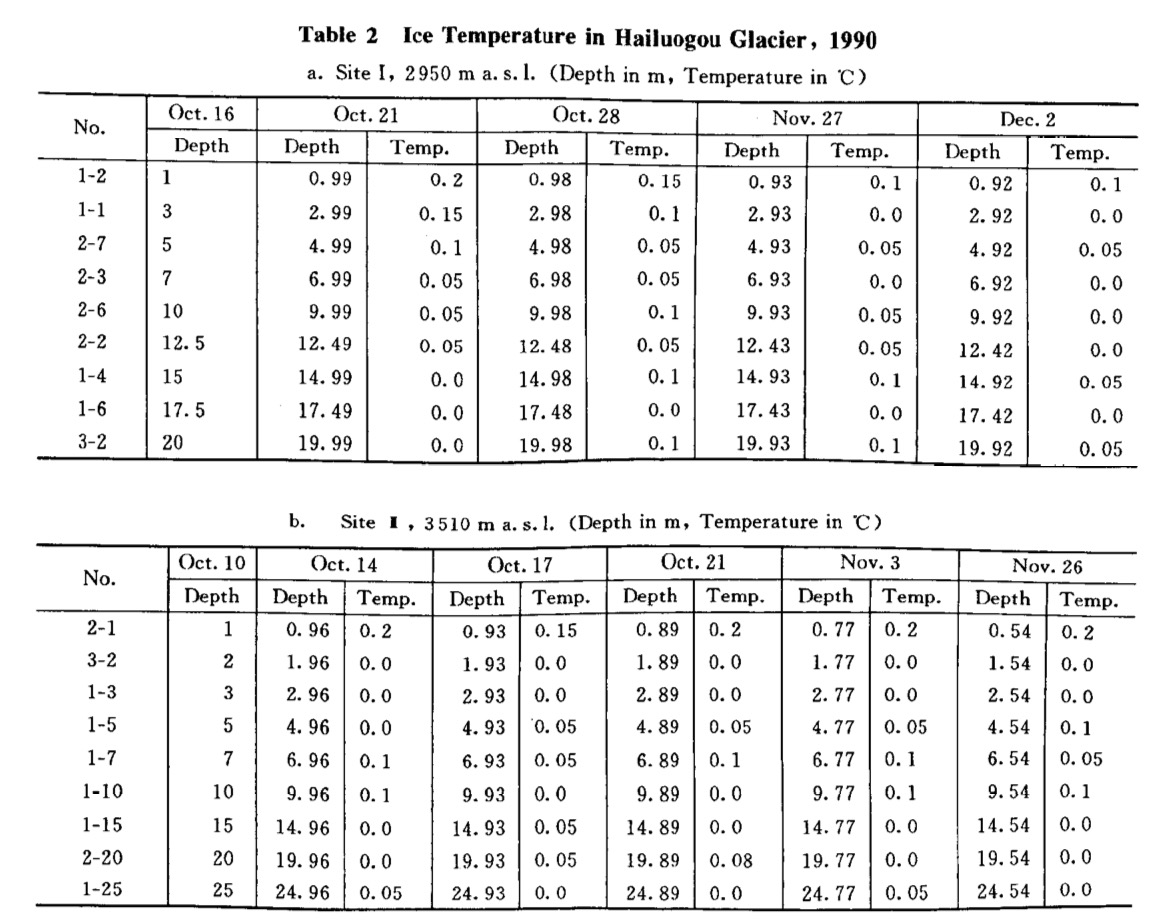 Table 2 Ice Temperature in Hailuogou Glacier, 1990
a. Site I, 2950 m a.s.l. (Depth in m, Temperature in ℃)
No. Oct. 16 Oct. 21 Oct. 28 Nov. 27 Dec. 2
Depth Depth Temp. Depth Temp. Depth Temp. Depth Temp.
1-2 1 0.99 0.2 0.98 0.15 0.93 0.1 0.92 0.1
1-1 3 2.99 0.15 2.98 0.1 2.93 0.0 2.92 0.0
2-7 5 4.99 0.1 4.98 0.05 4.93 0.05 4.92 0.05
2-3 7 6.99 0.05 6.98 0.05 6.93 0.0 6.92 0.0
2-6 10 9.99 0.05 9.98 0.1 9.93 0.05 9.92 0.0
2-2 12.5 12.49 0.05 12.48 0.05 12.43 0.05 12.42 0.0
1-4 15 14.99 0.0 14.98 0.1 14.93 0.1 14.92 0.05
1-6 17.5 17.49 0.0 17.48 0.0 17.43 0.0 17.42 0.0
3-2 20 19.99 0.0 19.98 0.1 19.93 0.1 19.92 0.05
b. Site , 3510 m a.s.l. (Depth in m, Temperature in ℃)
No. Oct. 10 Oct. 14 Oct. 17 Oct. 21 Nov. 3 Nov. 26
Depth Depth Temp. Depth Temp. Depth Temp. Depth Temp. Depth Temp.
2-1 1 0.96 0.2 0.93 0.15 0.89 0.2 0.77 0.2 0.54 0.2
3-2 2 1.96 0.0 1.93 0.0 1.89 0.0 1.77 0.0 1.54 0.0
1-3 3 2.96 0.0 2.93 0.0 2.89 0.0 2.77 0.0 2.54 0.0
1-5 5 4.96 0.0 4.93 0.05 4.89 0.05 4.77 0.05 4.54 0.1
1-7 7 6.96 0.1 6.93 0.05 6.89 0.1 6.77 0.1 6.54 0.05
1-10 10 9.96 0.1 9.93 0.0 9.89 0.0 9.77 0.1 9.54 0.1
1-15 15 14.96 0.0 14.93 0.05 14.89 0.0 14.77 0.0 14.54 0.0
2-20 20 19.96 0.0 19.93 0.05 19.89 0.08 19.77 0.0 19.54 0.0
1-25 25 24.96 0.05 24.93 0.0 24.89 0.0 24.77 0.05 24.54 0.0